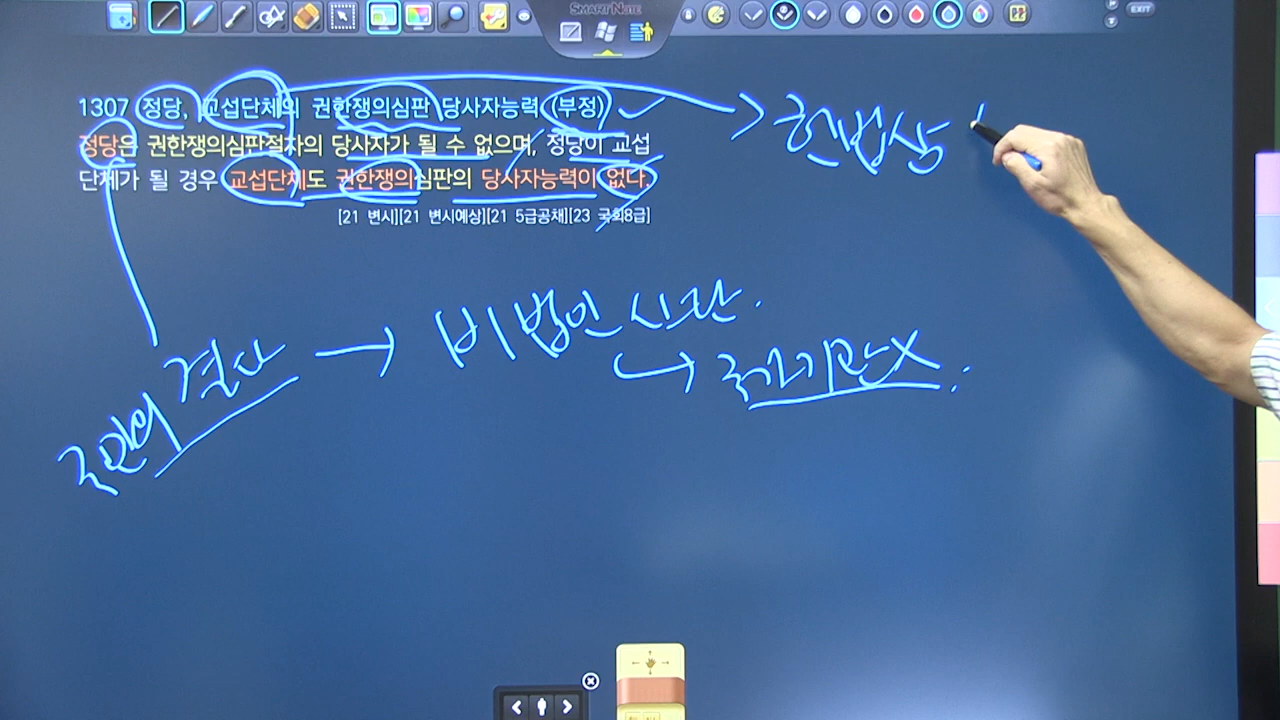 SMART NOTE
EXIT
1307 정당, 교섭단체의 권한쟁의심판 당사자능력 (부정)
정당은 권한쟁의심판절차의 당사자가 될 수 없으며, 정당이 교섭
단체가 될 경우 교섭단체도 권한쟁의심판의 당사자능력이 없다.
[21 변시][21 변시예상][21 5급공채][23 국회8급]
헌법상
국민의 결사 → 비법인 사단.
국가기관X